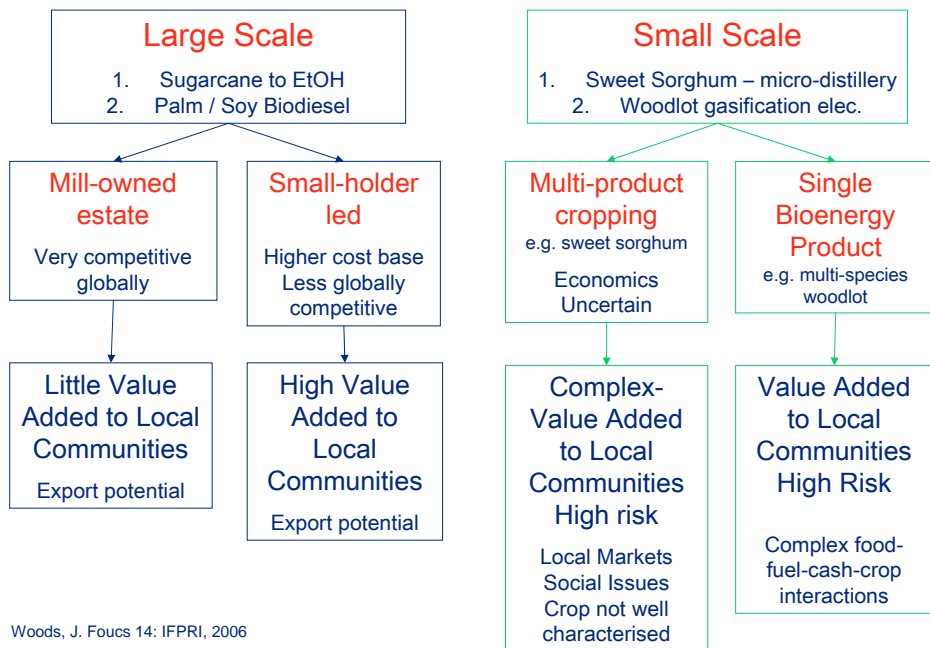 Large Scale
1. Sugarcane to EtOH
2. Palm / Soy Biodiesel
Small Scale
1. Sweet Sorghum – micro-distillery
2. Woodlot gasification elec.
Mill-owned
estate
Very competitive
globally
Small-holder
led
Higher cost base
Less globally
competitive
Multi-product
cropping
e.g. sweet sorghum
Economics
Uncertain
Single
Bioenergy
Product
e.g. multi-species
woodlot
Little Value
Added to Local
Communities
Export potential
High Value
Added to
Local
Communities
Export potential
Complex-
Value Added
to Local
Communities
High risk
Local Markets
Social Issues
Crop not well
characterised
Value Added
to Local
Communities
High Risk
Complex food-
fuel-cash-crop
interactions
Woods, J. Foucs 14: IFPRI, 2006